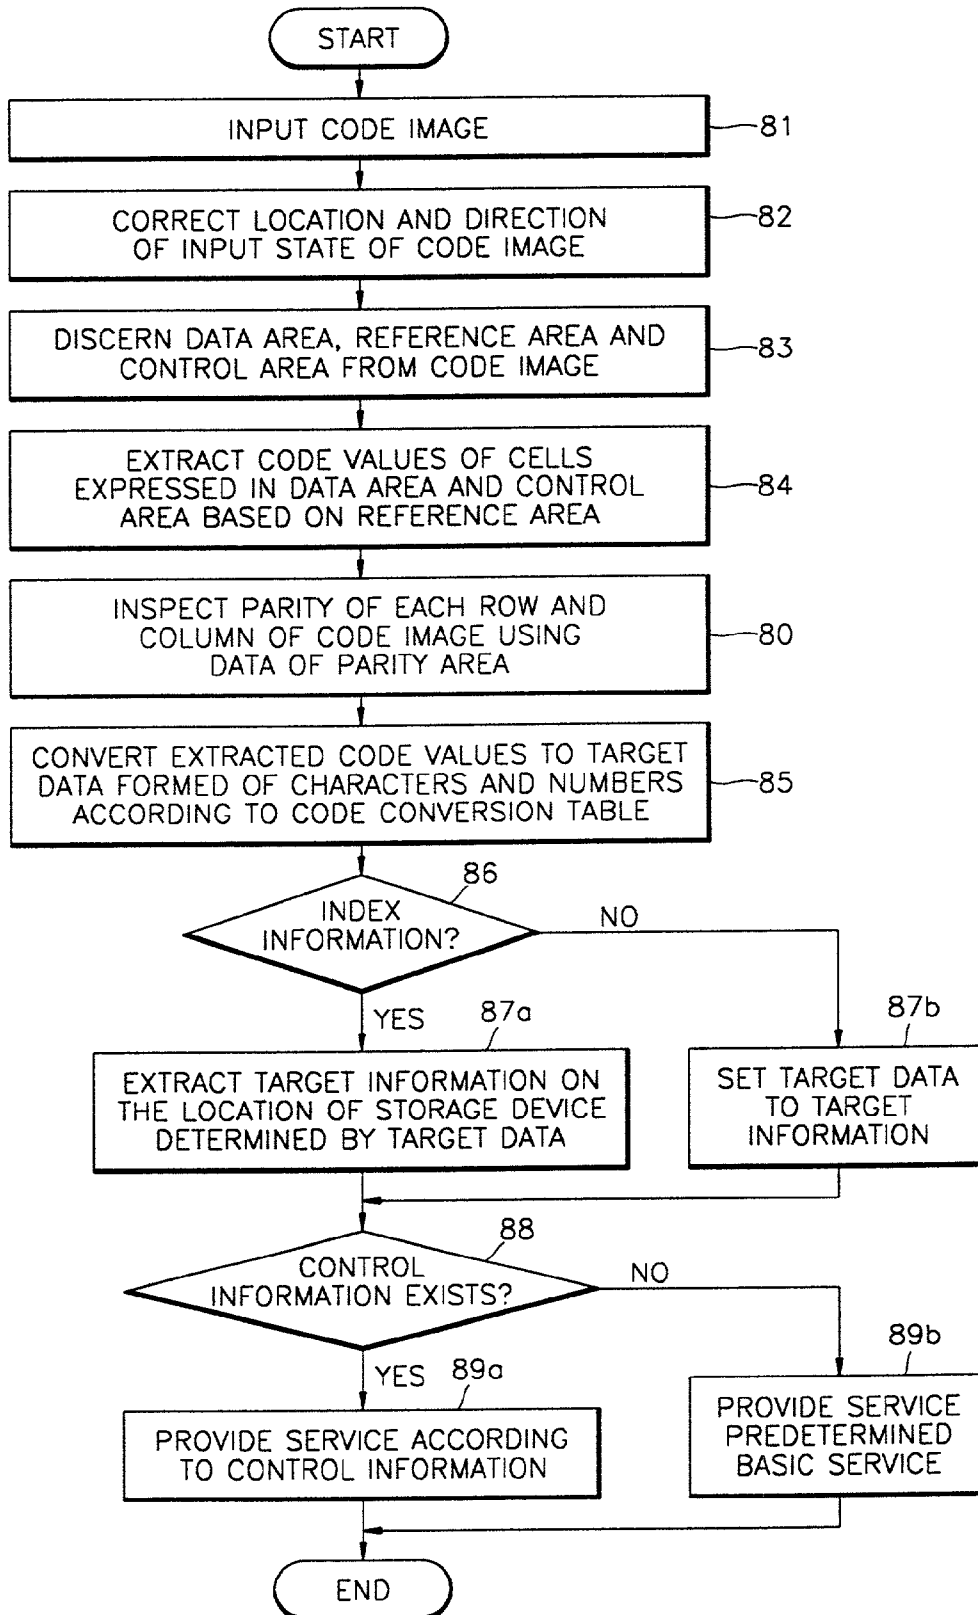 START
INPUT CODE IMAGE
81
CORRECT LOCATION AND DIRECTION
OF INPUT STATE OF CODE IMAGE
82
DISCERN DATA AREA, REFERENCE AREA AND
CONTROL AREA FROM CODE IMAGE
83
EXTRACT CODE VALUES OF CELLS
EXPRESSED IN DATA AREA AND CONTROL
AREA BASED ON REFERENCE AREA
84
INSPECT PARITY OF EACH ROW AND
COLUMN OF CODE IMAGE USING
DATA OF PARITY AREA
80
CONVERT EXTRACTED CODE VALUES TO TARGET
DATA FORMED OF CHARACTERS AND NUMBERS
ACCORDING TO CODE CONVERSION TABLE
85
86
INDEX
INFORMATION?
NO
YES
87a
EXTRACT TARGET INFORMATION ON
THE LOCATION OF STORAGE DEVICE
DETERMINED BY TARGET DATA
87b
SET TARGET DATA
TO TARGET
INFORMATION
88
CONTROL
INFORMATION EXISTS?
NO
YES
89a
PROVIDE SERVICE ACCORDING
TO CONTROL INFORMATION
89b
PROVIDE SERVICE
PREDETERMINED
BASIC SERVICE
END